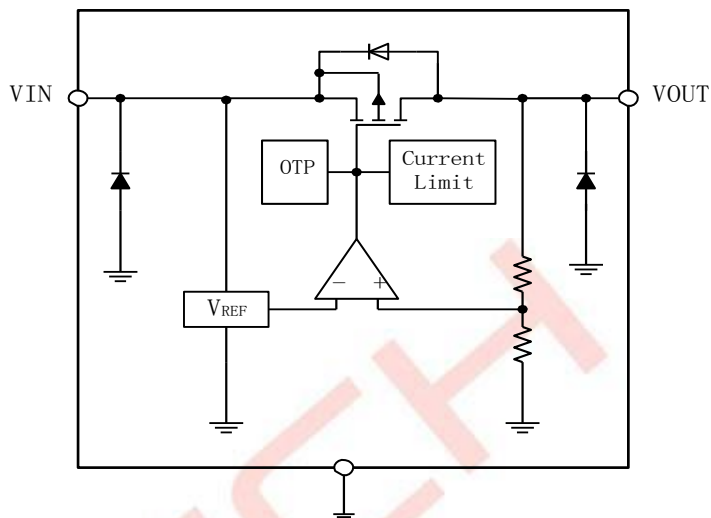 VIN
VOUT
OTP
Current
Limit
− +
VREF